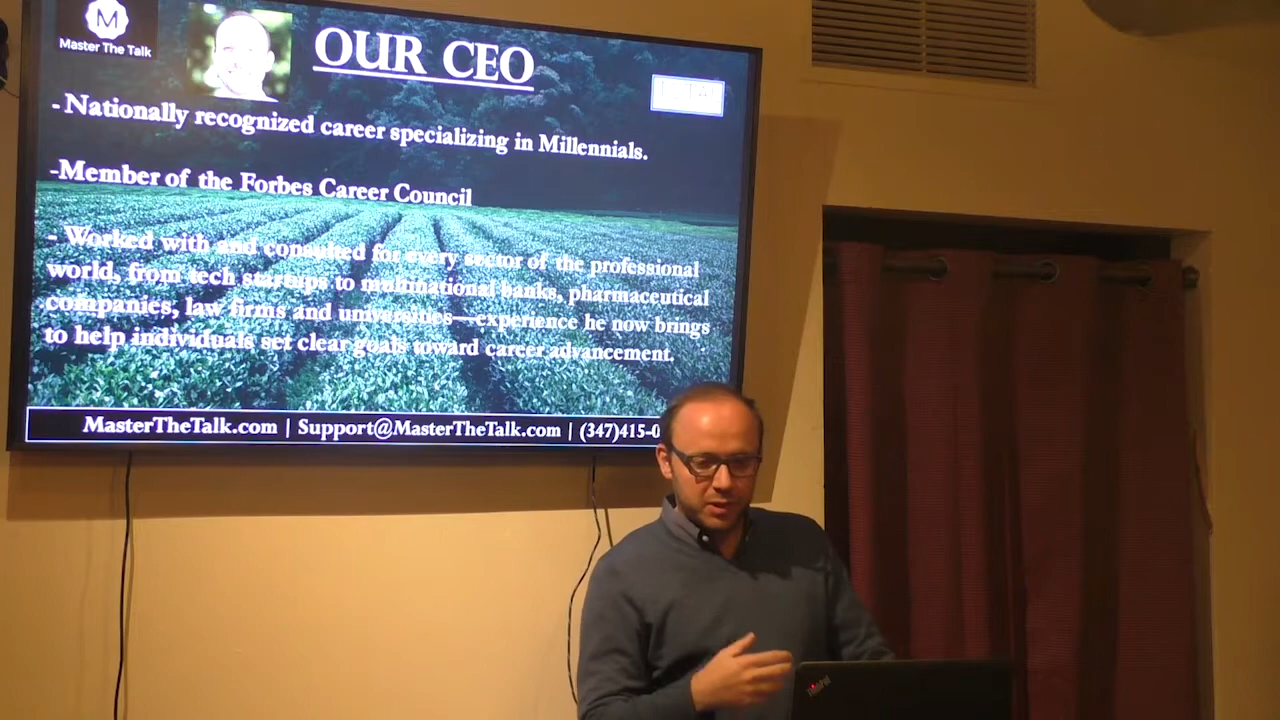 M
Master The Talk
OUR CEO
- Nationally recognized career specializing in Millennials.
-Member of the Forbes Career Council
- Worked with and consulted for every sector of the professional
world, from tech startups to multinational banks, pharmaceutical
companies, law firms and universities—experience he now brings
to help individuals set clear goals toward career advancement.
MasterTheTalk.com | Support@MasterTheTalk.com | (347)415-0
ThinkPad